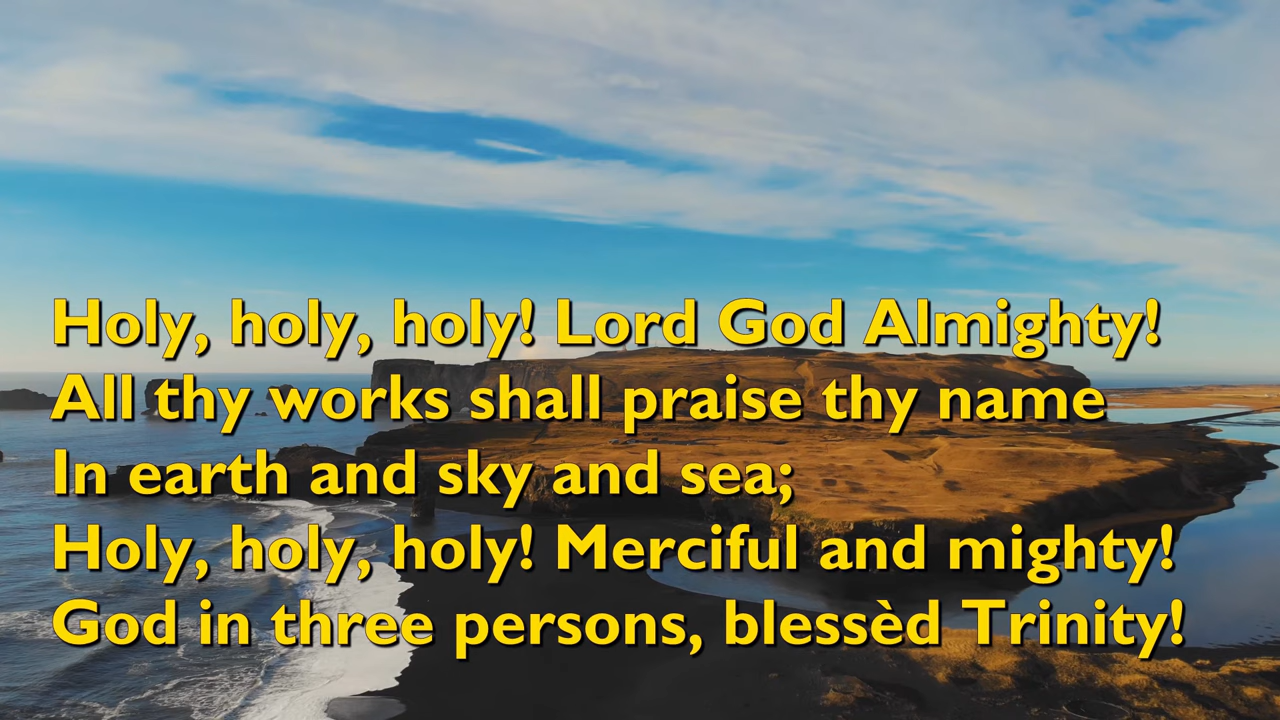 Holy, holy, holy! Lord God Almighty!
All thy works shall praise thy name
In earth and sky and sea;
Holy, holy, holy! Merciful and mighty!
God in three persons, blessèd Trinity!